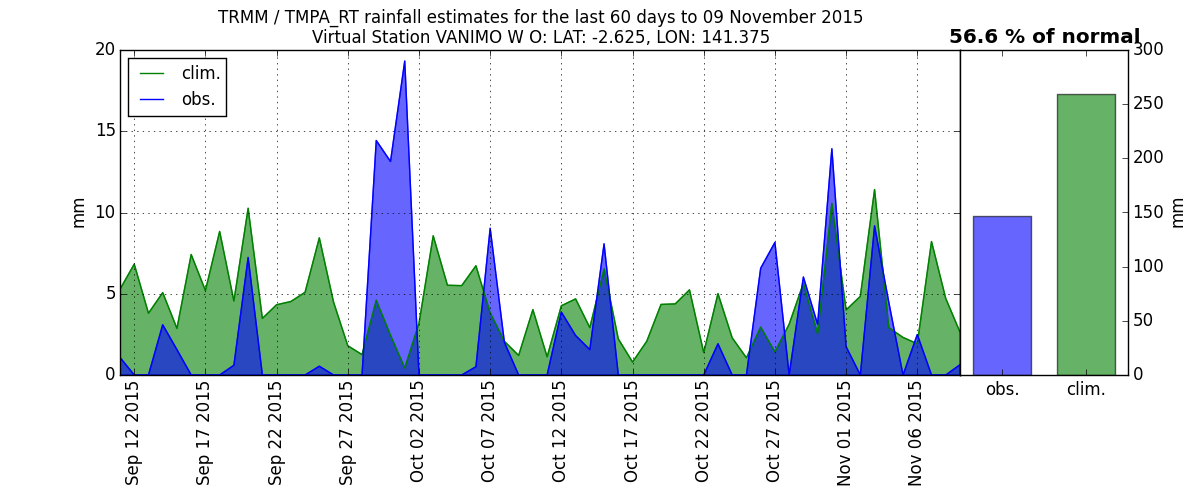 TRMM / TMPA_RT rainfall estimates for the last 60 days to 09 November 2015
Virtual Station VANIMO W O: LAT: -2.625, LON: 141.375
56.6 % of normal
clim.
obs.
20
15
10
5
0
mm
300
250
200
150
100
50
0
mm
Sep 12 2015
Sep 17 2015
Sep 22 2015
Sep 27 2015
Oct 02 2015
Oct 07 2015
Oct 12 2015
Oct 17 2015
Oct 22 2015
Oct 27 2015
Nov 01 2015
Nov 06 2015
obs.
clim.